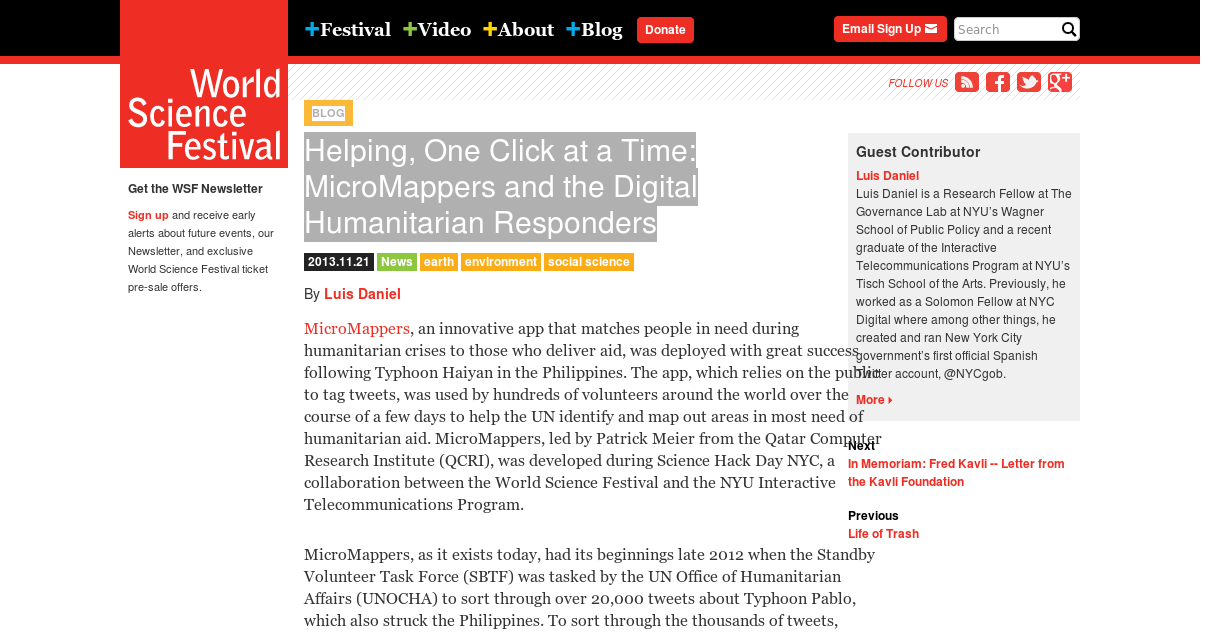 +Festival +Video +About +Blog Donate Email Sign Up Search
World
Science
Festival
FOLLOW US
BLOG
Helping, One Click at a Time:
MicroMappers and the Digital
Humanitarian Responders
2013.11.21 News earth environment social science
By Luis Daniel
MicroMappers, an innovative app that matches people in need during
humanitarian crises to those who deliver aid, was deployed with great success
following Typhoon Haiyan in the Philippines. The app, which relies on the public
to tag tweets, was used by hundreds of volunteers around the world over the
course of a few days to help the UN identify and map out areas in most need of
humanitarian aid. MicroMappers, led by Patrick Meier from the Qatar Computer
Research Institute (QCRI), was developed during Science Hack Day NYC, a
collaboration between the World Science Festival and the NYU Interactive
Telecommunications Program.
MicroMappers, as it exists today, had its beginnings late 2012 when the Standby
Volunteer Task Force (SBTF) was tasked by the UN Office of Humanitarian
Affairs (UNOCHA) to sort through over 20,000 tweets about Typhoon Pablo,
which also struck the Philippines. To sort through the thousands of tweets,
Get the WSF Newsletter
Sign up and receive early
alerts about future events, our
Newsletter, and exclusive
World Science Festival ticket
pre-sale offers.
Guest Contributor
Luis Daniel
Luis Daniel is a Research Fellow at The
Governance Lab at NYU's Wagner
School of Public Policy and a recent
graduate of the Interactive
Telecommunications Program at NYU's
Tisch School of the Arts. Previously, he
worked as a Solomon Fellow at NYC
Digital where among other things, he
created and ran New York City
government's first official Spanish
Twitter account, @NYCgob.
More
Next
In Memoriam: Fred Kavli -- Letter from
the Kavli Foundation
Previous
Life of Trash